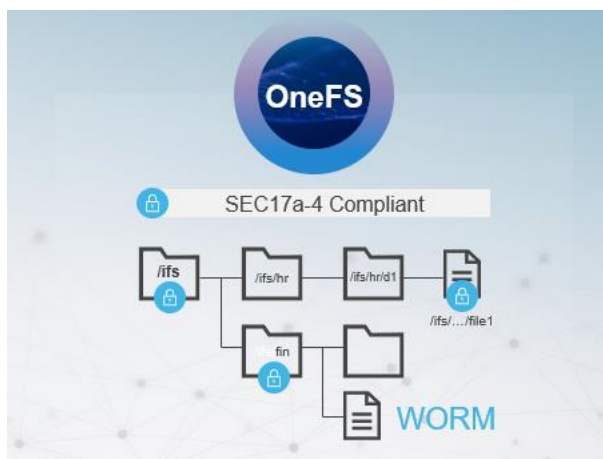 OneFS
SEC17a-4 Compliant
/ifs
/ifs/hr
/ifs/hr/d1
/ifs/.../file1
fin
WORM